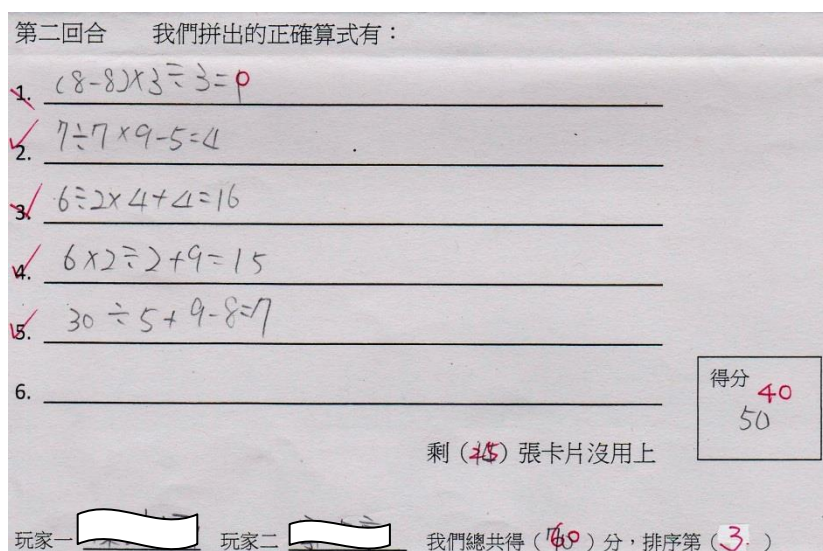 第二回合 我們拼出的正確算式有：
1. (8-8)×3÷3=0
2. 7÷7×9-5=4
3. 6÷2×4+4=16
4. 6×2÷2+9=15
5. 30÷5+9-8=7
6.
得分 40
50
剩（）張卡片沒用上
玩家一 玩家二 我們總共得（60）分，排序第（3）